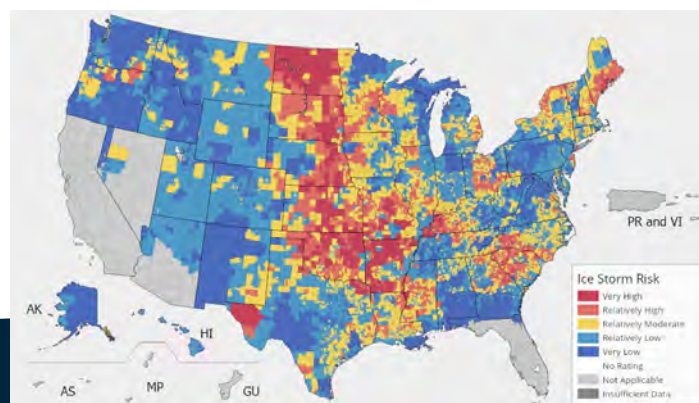 PR and VI
AK
HI
AS
MP
GU
Ice Storm Risk
Very High
Relatively High
Relatively Moderate
Relatively Low
Very Low
No Rating
Not Applicable
Insufficient Data